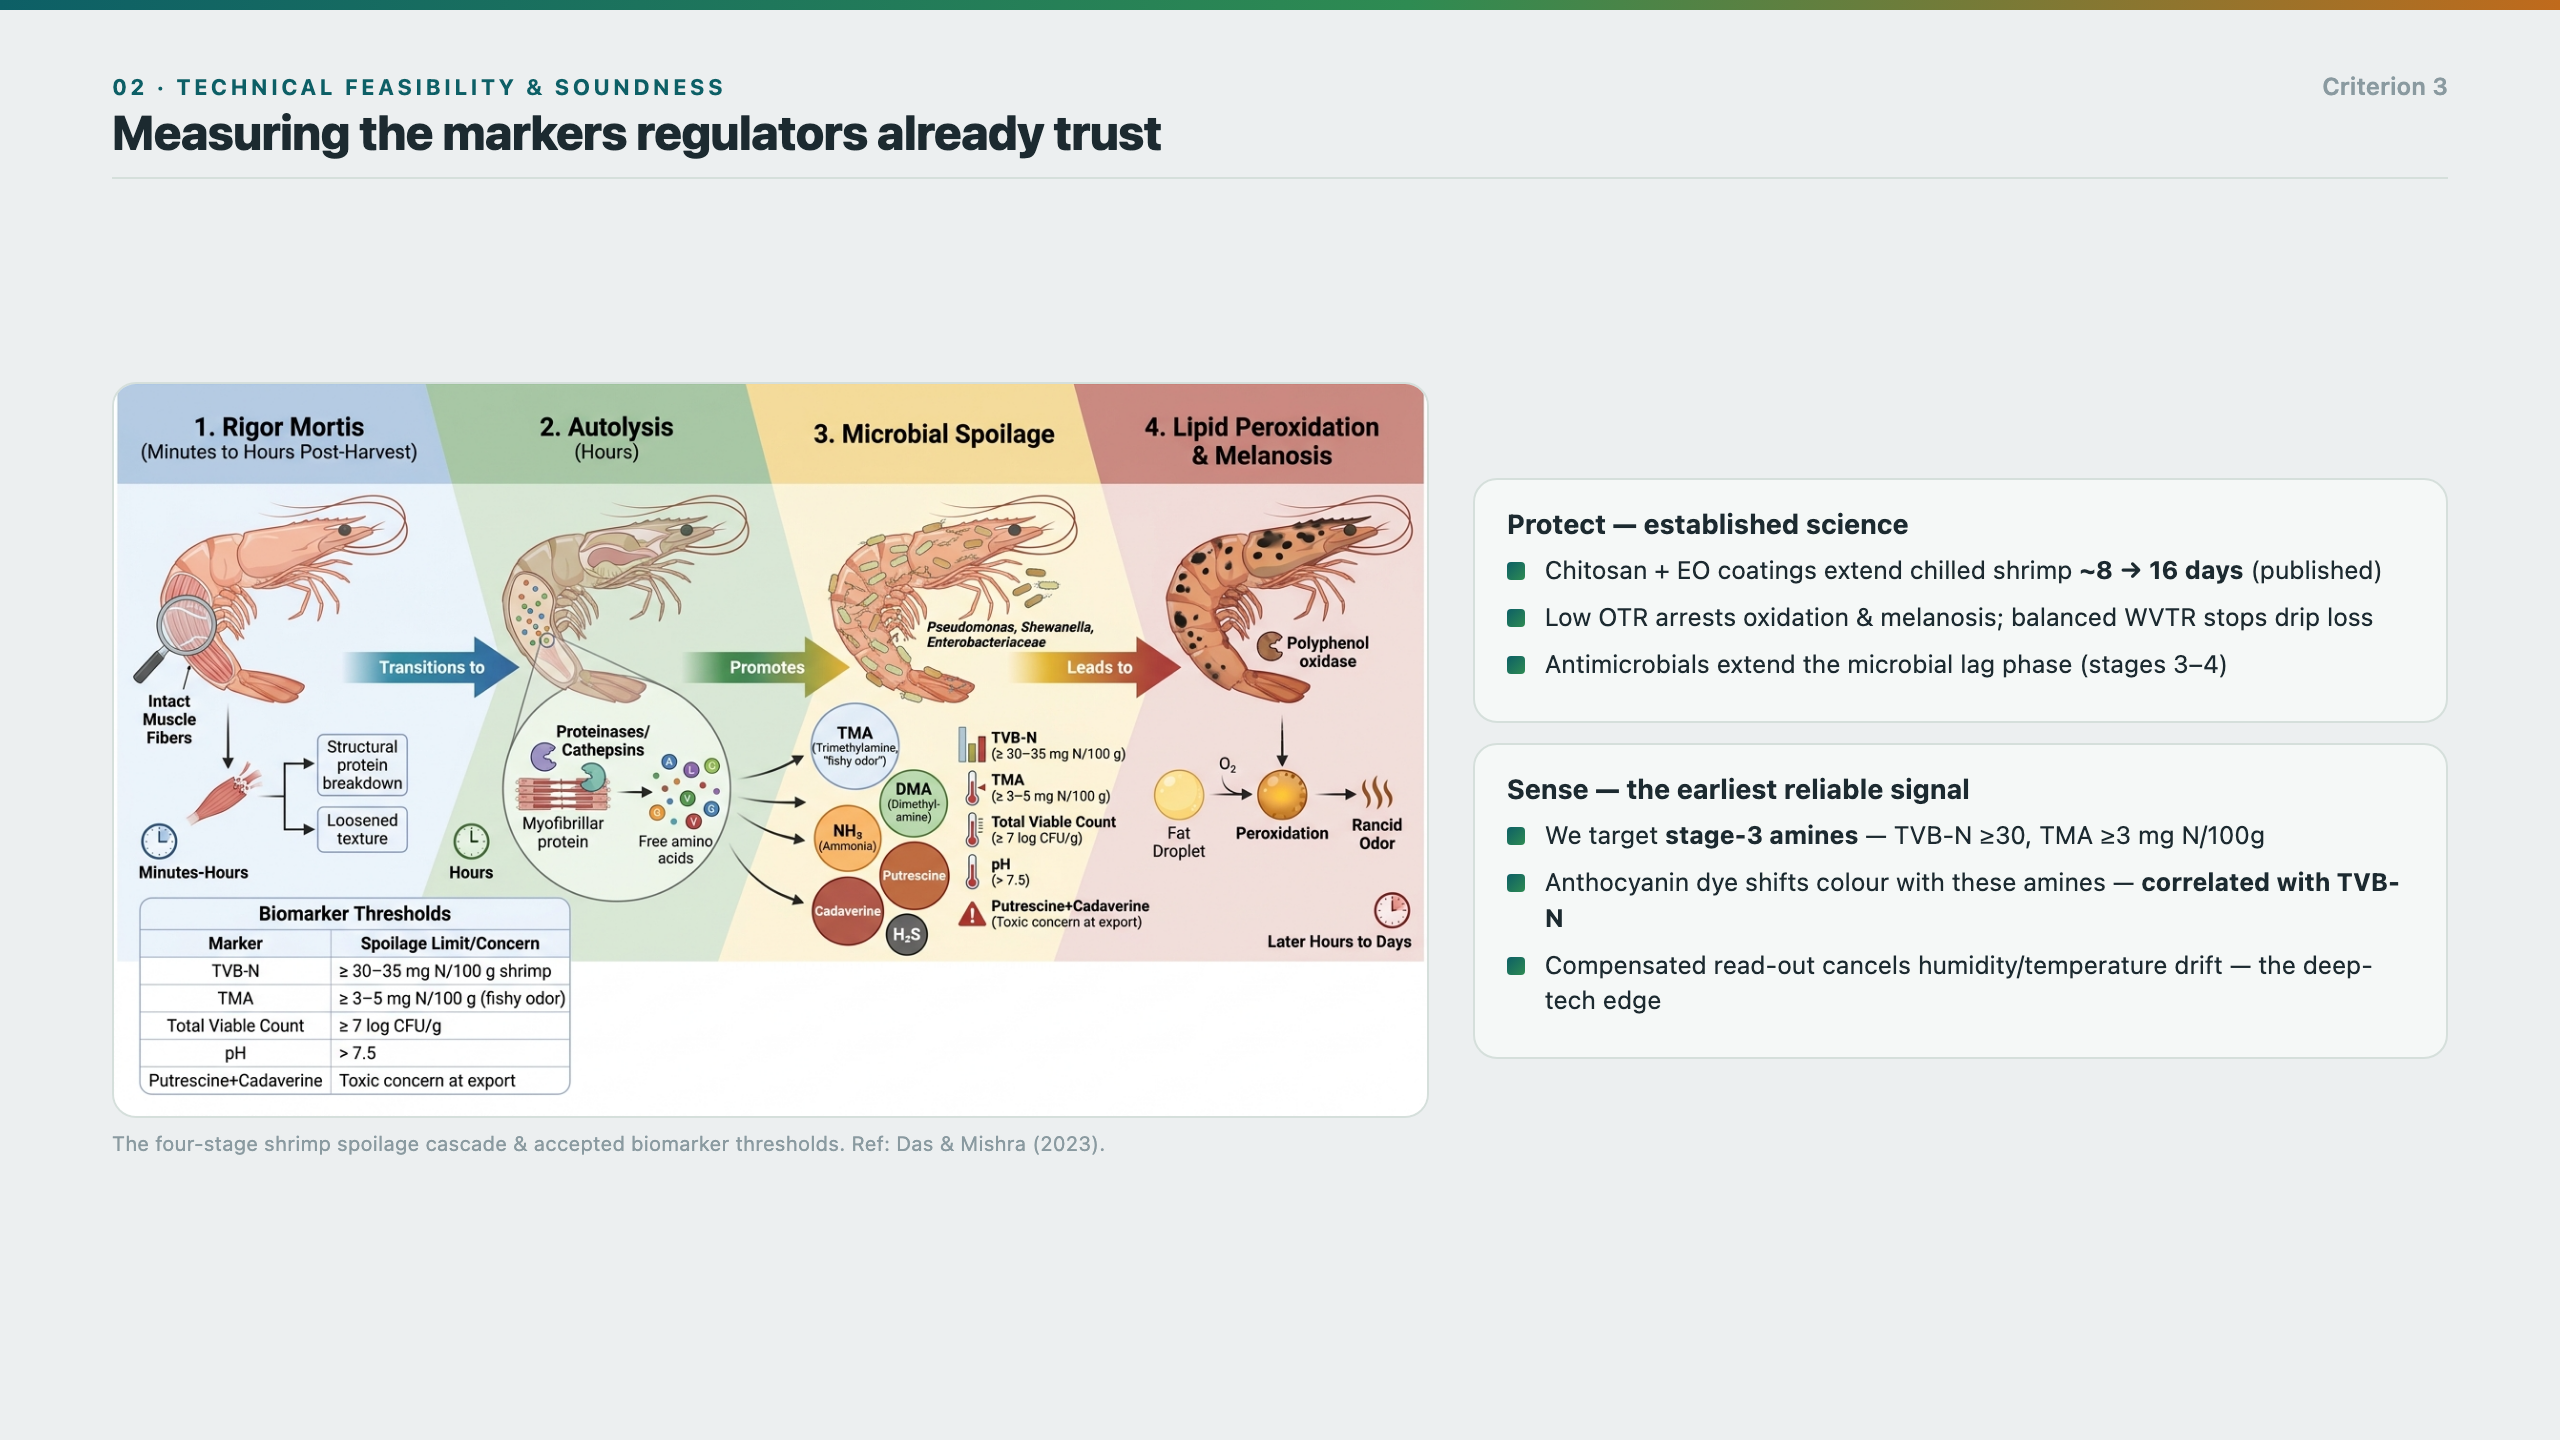 02 · TECHNICAL FEASIBILITY & SOUNDNESS
Criterion 3
Measuring the markers regulators already trust
1. Rigor Mortis
(Minutes to Hours Post-Harvest)
2. Autolysis
(Hours)
3. Microbial Spoilage
4. Lipid Peroxidation
& Melanosis
Intact
Muscle
Fibers
Structural
protein
breakdown
Loosened
texture
Minutes-Hours
Transitions to
Proteinases/
Cathepsins
Myofibrillar
protein
A
L
C
V
G
G
V
Free amino
acids
Hours
Promotes
Pseudomonas, Shewanella,
Enterobacteriaceae
TMA
(Trimethylamine,
"fishy odor")
DMA
(Dimethyl-
amine)
NH₃
(Ammonia)
Putrescine
Cadaverine
H₂S
TVB-N
(≥ 30–35 mg N/100 g)
TMA
(≥ 3–5 mg N/100 g)
Total Viable Count
(≥ 7 log CFU/g)
pH
(> 7.5)
Putrescine+Cadaverine
(Toxic concern at export)
Leads to
Polyphenol
oxidase
O₂
Fat
Droplet
Peroxidation
Rancid
Odor
Later Hours to Days
Biomarker Thresholds
Marker Spoilage Limit/Concern
TVB-N ≥ 30–35 mg N/100 g shrimp
TMA ≥ 3–5 mg N/100 g (fishy odor)
Total Viable Count ≥ 7 log CFU/g
pH > 7.5
Putrescine+Cadaverine Toxic concern at export
The four-stage shrimp spoilage cascade & accepted biomarker thresholds. Ref: Das & Mishra (2023).
Protect — established science
Chitosan + EO coatings extend chilled shrimp ~8 → 16 days (published)
Low OTR arrests oxidation & melanosis; balanced WVTR stops drip loss
Antimicrobials extend the microbial lag phase (stages 3–4)
Sense — the earliest reliable signal
We target stage-3 amines — TVB-N ≥30, TMA ≥3 mg N/100g
Anthocyanin dye shifts colour with these amines — correlated with TVB-
N
Compensated read-out cancels humidity/temperature drift — the deep-
tech edge